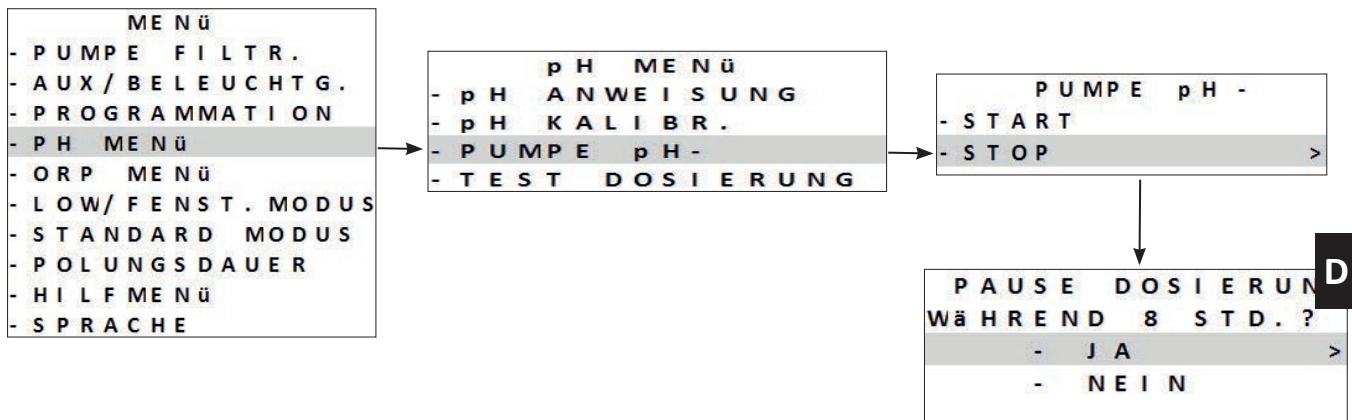 MENü
- PUMPE FILTR.
- AUX/BELEUCHTG.
- PROGRAMMATION
- PH MENü
- ORP MENü
- LOW/FENST. MODUS
- STANDARD MODUS
- POLUNGSDAUER
- HILFMENü
- SPRACHE
pH MENü
- pH ANWEISUNG
- pH KALIBR.
- PUMPE pH-
- TEST DOSIERUNG
PUMPE pH -
- START
- STOP >
D
PAUSE DOSIERUN
WäHREND 8 STD.?
- JA >
- NEIN